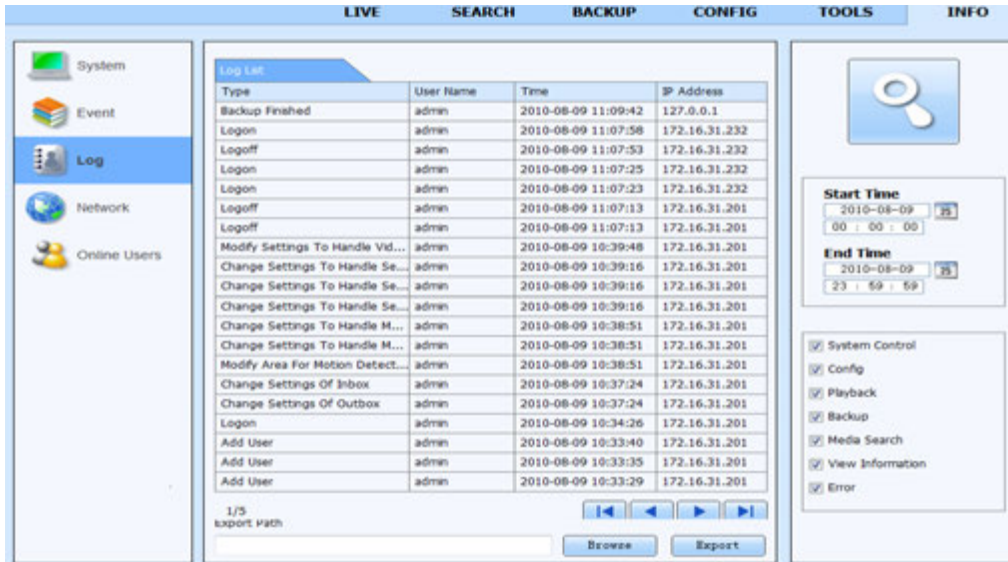 LIVE SEARCH BACKUP CONFIG TOOLS INFO
System
Event
Log
Network
Online Users
Log List
Type User Name Time IP Address
Backup Finished admin 2010-08-09 11:09:42 127.0.0.1
Logon admin 2010-08-09 11:07:58 172.16.31.232
Logoff admin 2010-08-09 11:07:53 172.16.31.232
Logon admin 2010-08-09 11:07:25 172.16.31.232
Logon admin 2010-08-09 11:07:23 172.16.31.232
Logoff admin 2010-08-09 11:07:13 172.16.31.201
Logoff admin 2010-08-09 11:07:13 172.16.31.201
Modify Settings To Handle Vid... admin 2010-08-09 10:39:48 172.16.31.201
Change Settings To Handle Se... admin 2010-08-09 10:39:16 172.16.31.201
Change Settings To Handle Se... admin 2010-08-09 10:39:16 172.16.31.201
Change Settings To Handle Se... admin 2010-08-09 10:39:16 172.16.31.201
Change Settings To Handle M... admin 2010-08-09 10:38:51 172.16.31.201
Change Settings To Handle M... admin 2010-08-09 10:38:51 172.16.31.201
Modify Area For Motion Detect... admin 2010-08-09 10:38:51 172.16.31.201
Change Settings Of Inbox admin 2010-08-09 10:37:24 172.16.31.201
Change Settings Of Outbox admin 2010-08-09 10:37:24 172.16.31.201
Logon admin 2010-08-09 10:34:26 172.16.31.201
Add User admin 2010-08-09 10:33:40 172.16.31.201
Add User admin 2010-08-09 10:33:35 172.16.31.201
Add User admin 2010-08-09 10:33:29 172.16.31.201
1/5
Export Path
Browse Export
Start Time
2010-08-09 25
00 : 00 : 00
End Time
2010-08-09 25
23 : 59 : 59
System Control
Config
Playback
Backup
Media Search
View Information
Error